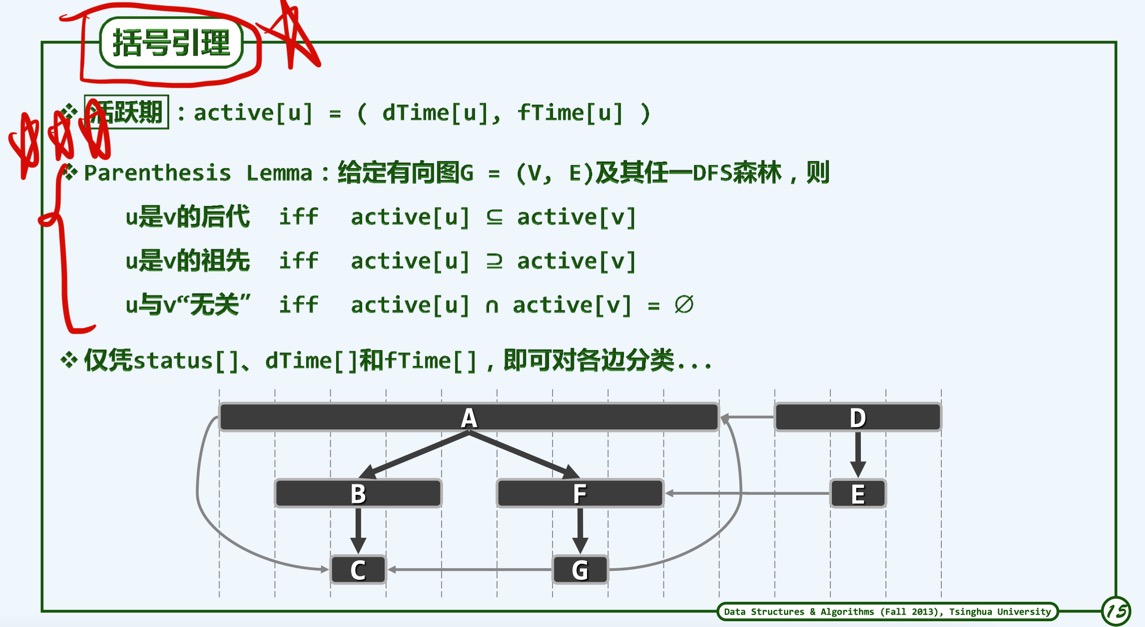 括号引理
❖ 活跃期：active[u] = ( dTime[u], fTime[u] )
❖ Parenthesis Lemma：给定有向图G = (V, E)及其任一DFS森林，则
u是v的后代 iff active[u] ⊆ active[v]
u是v的祖先 iff active[u] ⊇ active[v]
u与v“无关” iff active[u] ∩ active[v] = ∅
❖ 仅凭status[]、dTime[]和fTime[]，即可对各边分类...
A D
B F E
C G
Data Structures & Algorithms (Fall 2013), Tsinghua University
15